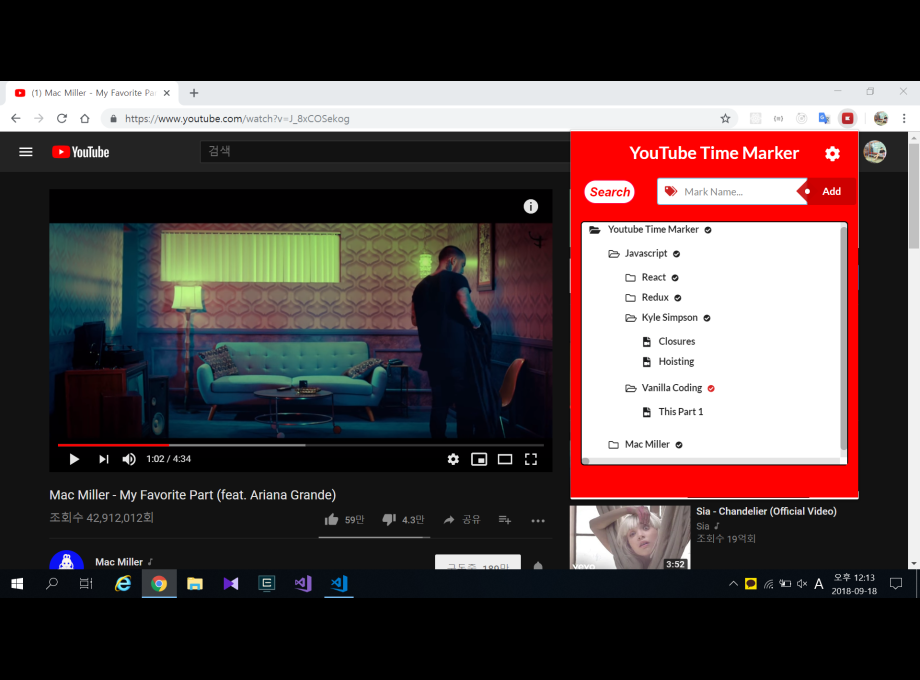 (1) Mac Miller - My Favorite Par
https://www.youtube.com/watch?v=J_8xCOSekog
YouTube
검색
YouTube Time Marker
Search
Mark Name...
Add
Youtube Time Marker
Javascript
React
Redux
Kyle Simpson
Closures
Hoisting
Vanilla Coding
This Part 1
Mac Miller
1:02 / 4:34
Mac Miller - My Favorite Part (feat. Ariana Grande)
조회수 42,912,012회
59만
4.3만
공유
Mac Miller
구독중 189만
Sia - Chandelier (Official Video)
Sia
조회수 19억회
vevo
3:52
A
오후 12:13
2018-09-18